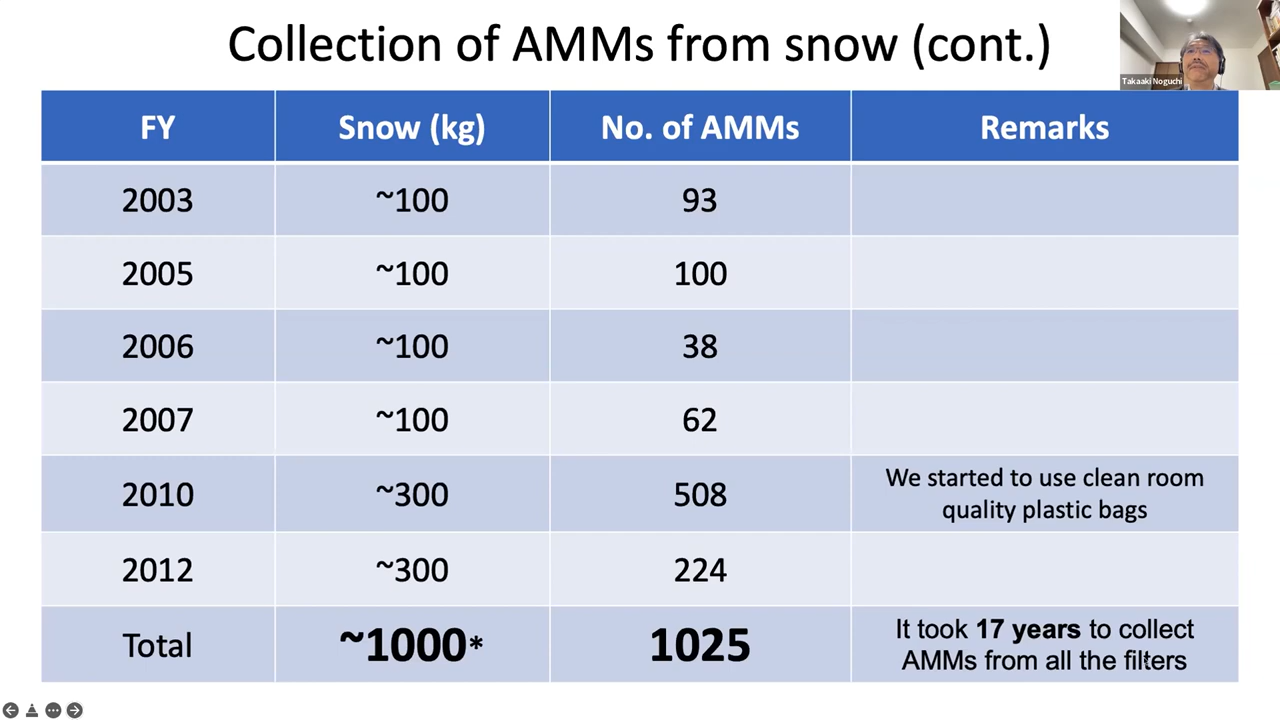 Collection of AMMs from snow (cont.)
Takaaki Noguchi
FY Snow (kg) No. of AMMs Remarks
2003 ~100 93
2005 ~100 100
2006 ~100 38
2007 ~100 62
2010 ~300 508 We started to use clean room
quality plastic bags
2012 ~300 224
Total ~1000* 1025 It took 17 years to collect
AMMs from all the filters